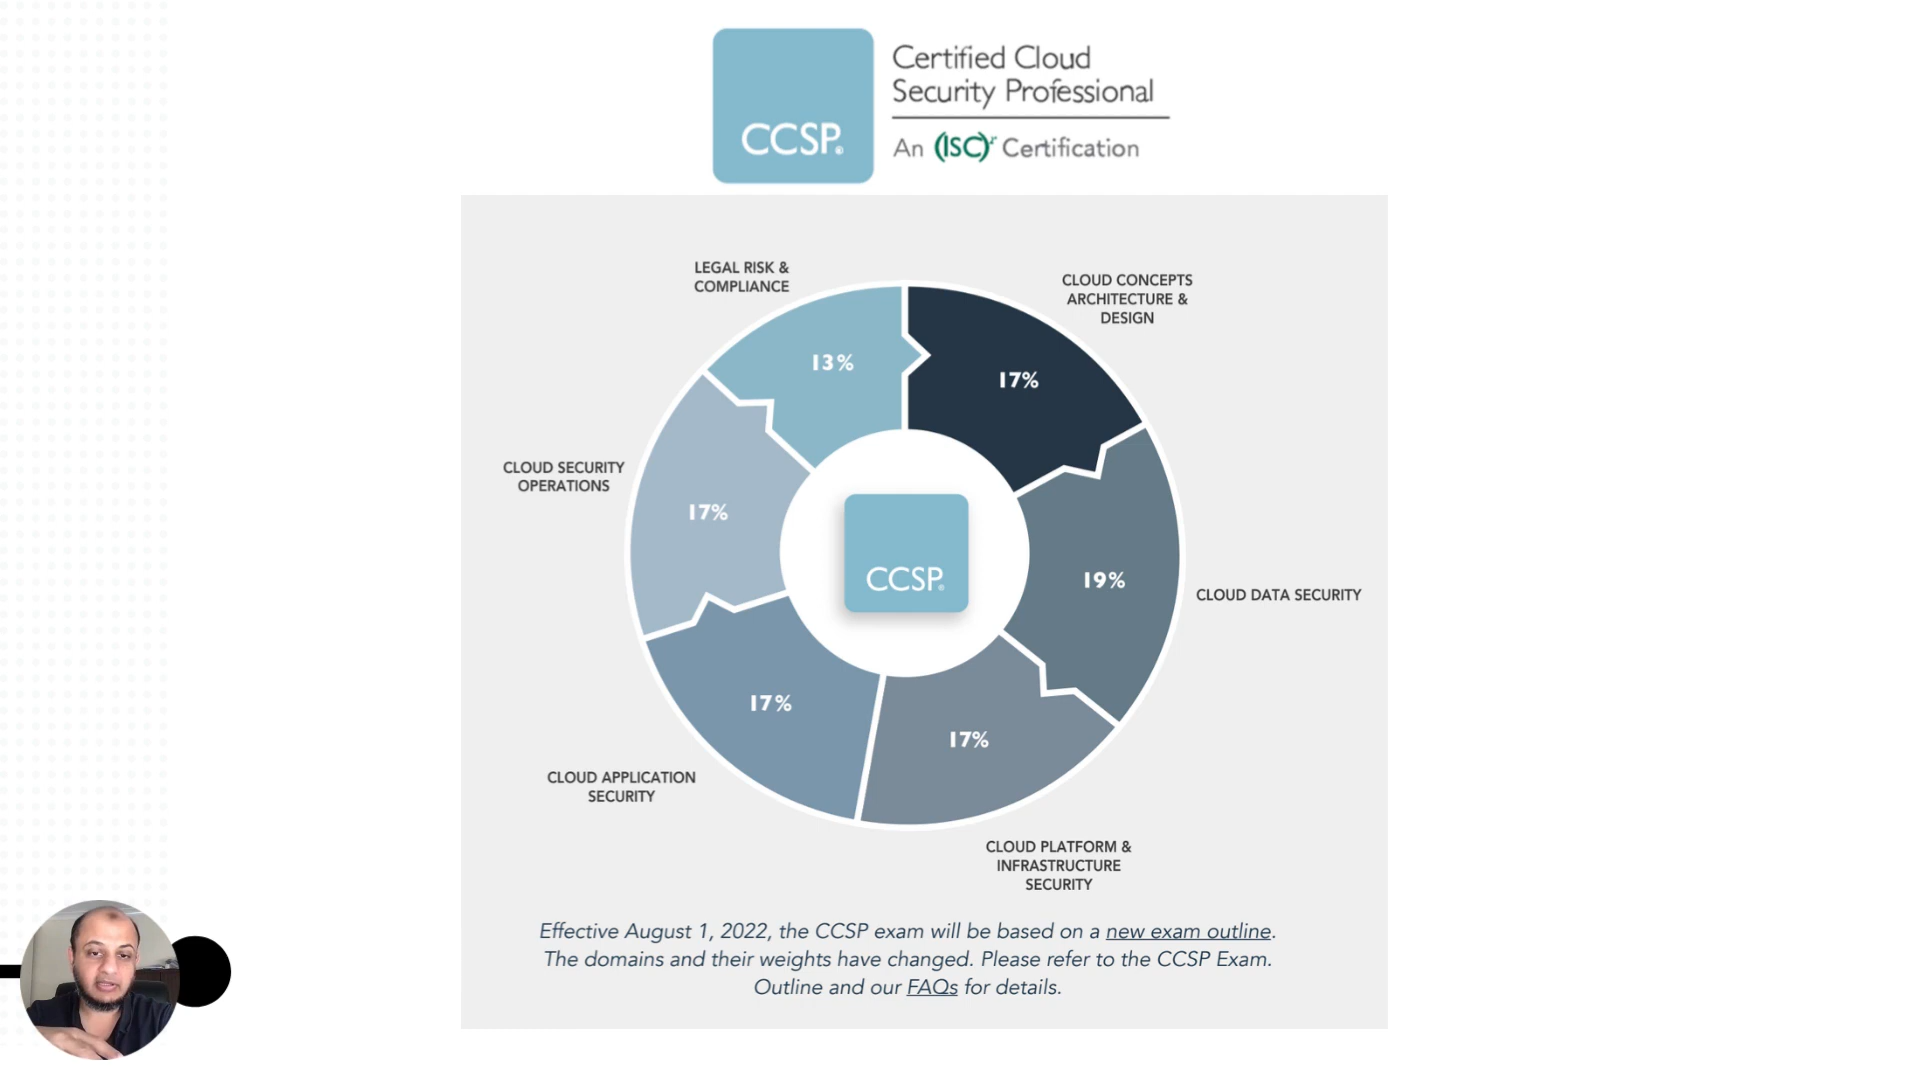 CCSP®
Certified Cloud
Security Professional
An (ISC)² Certification
LEGAL RISK &
COMPLIANCE
13%
CLOUD CONCEPTS
ARCHITECTURE &
DESIGN
17%
CLOUD SECURITY
OPERATIONS
17%
CCSP®
19%
CLOUD DATA SECURITY
17%
CLOUD APPLICATION
SECURITY
17%
CLOUD PLATFORM &
INFRASTRUCTURE
SECURITY
Effective August 1, 2022, the CCSP exam will be based on a new exam outline.
The domains and their weights have changed. Please refer to the CCSP Exam.
Outline and our FAQs for details.